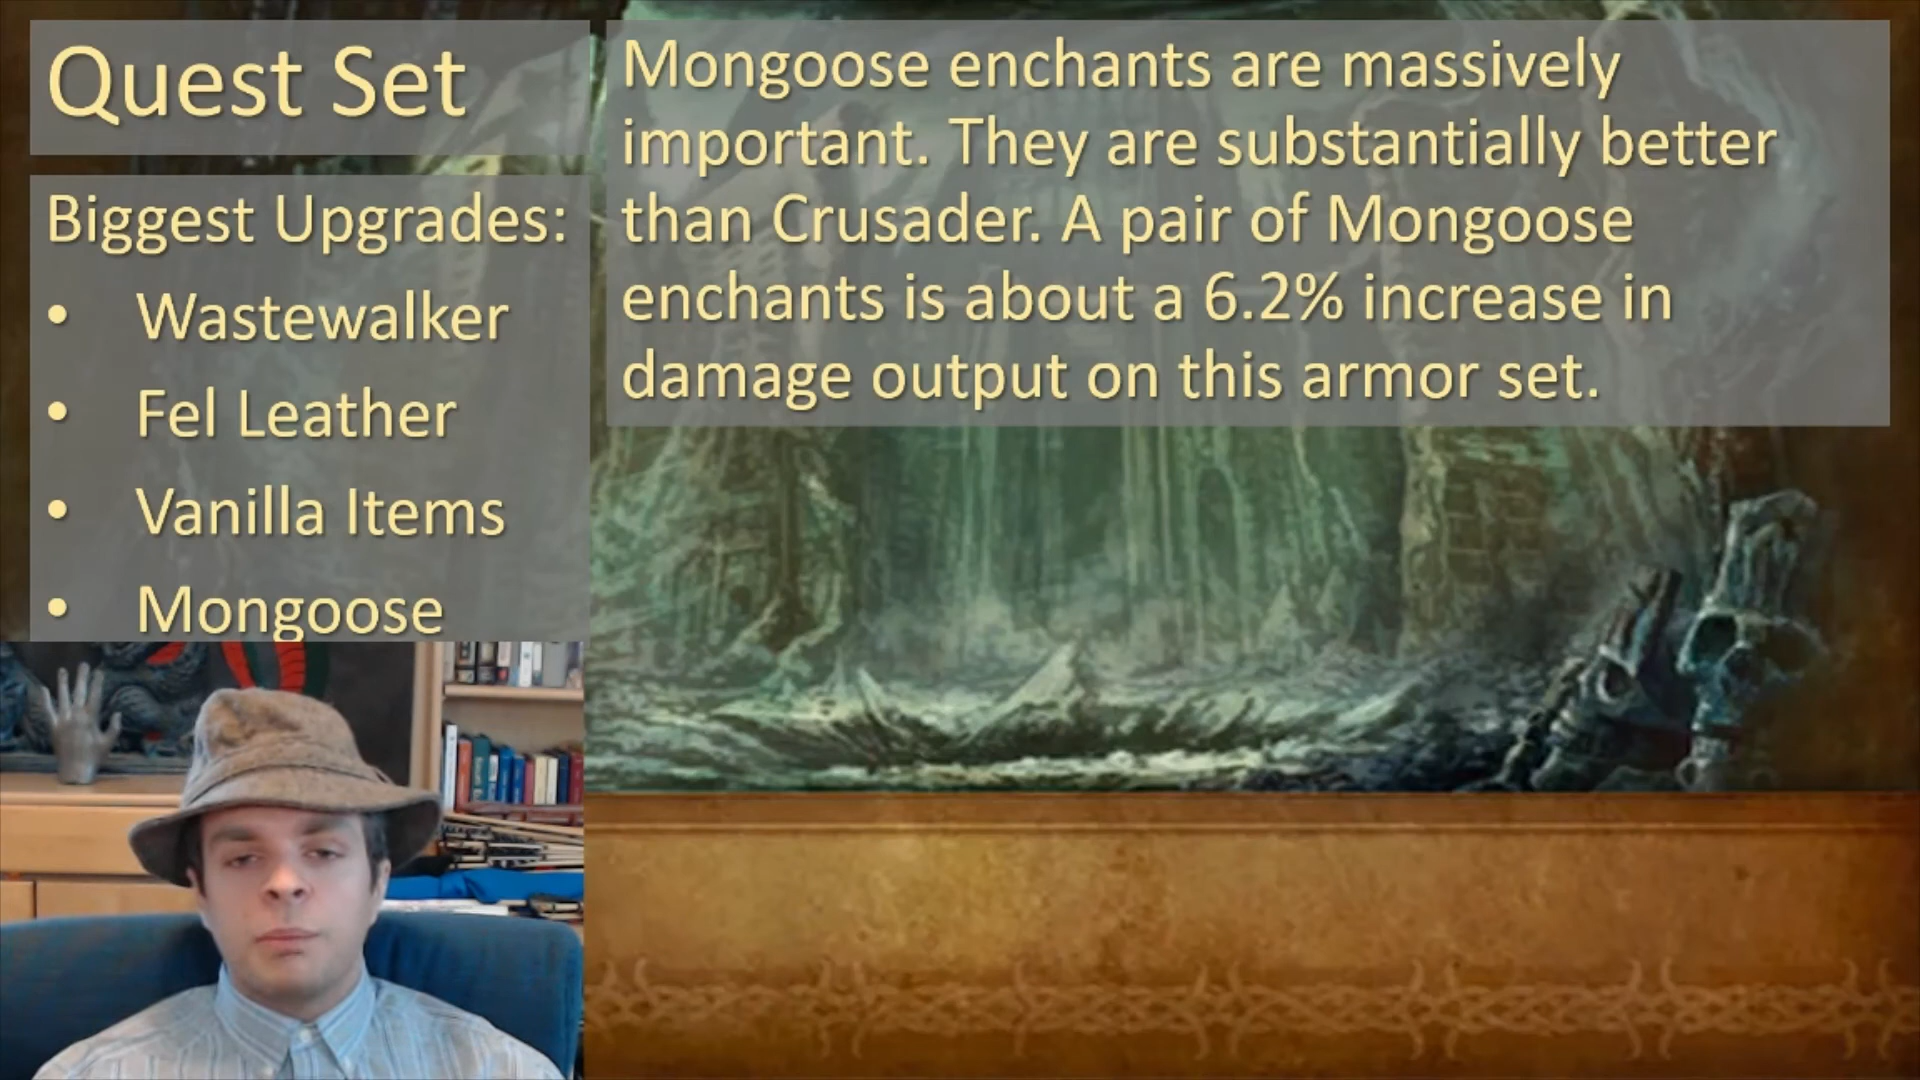 Quest Set
Biggest Upgrades:
• Wastewalker
• Fel Leather
• Vanilla Items
• Mongoose
Mongoose enchants are massively
important. They are substantially better
than Crusader. A pair of Mongoose
enchants is about a 6.2% increase in
damage output on this armor set.